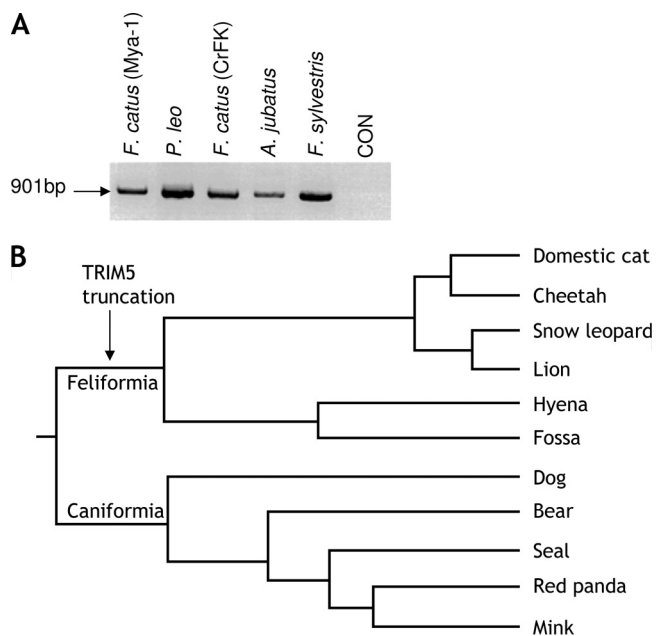 A
F. catus (Mya-1)
P. leo
F. catus (CrFK)
A. jubatus
F. sylvestris
CON
901bp
B
TRIM5
truncation
Feliformia
Caniformia
Domestic cat
Cheetah
Snow leopard
Lion
Hyena
Fossa
Dog
Bear
Seal
Red panda
Mink